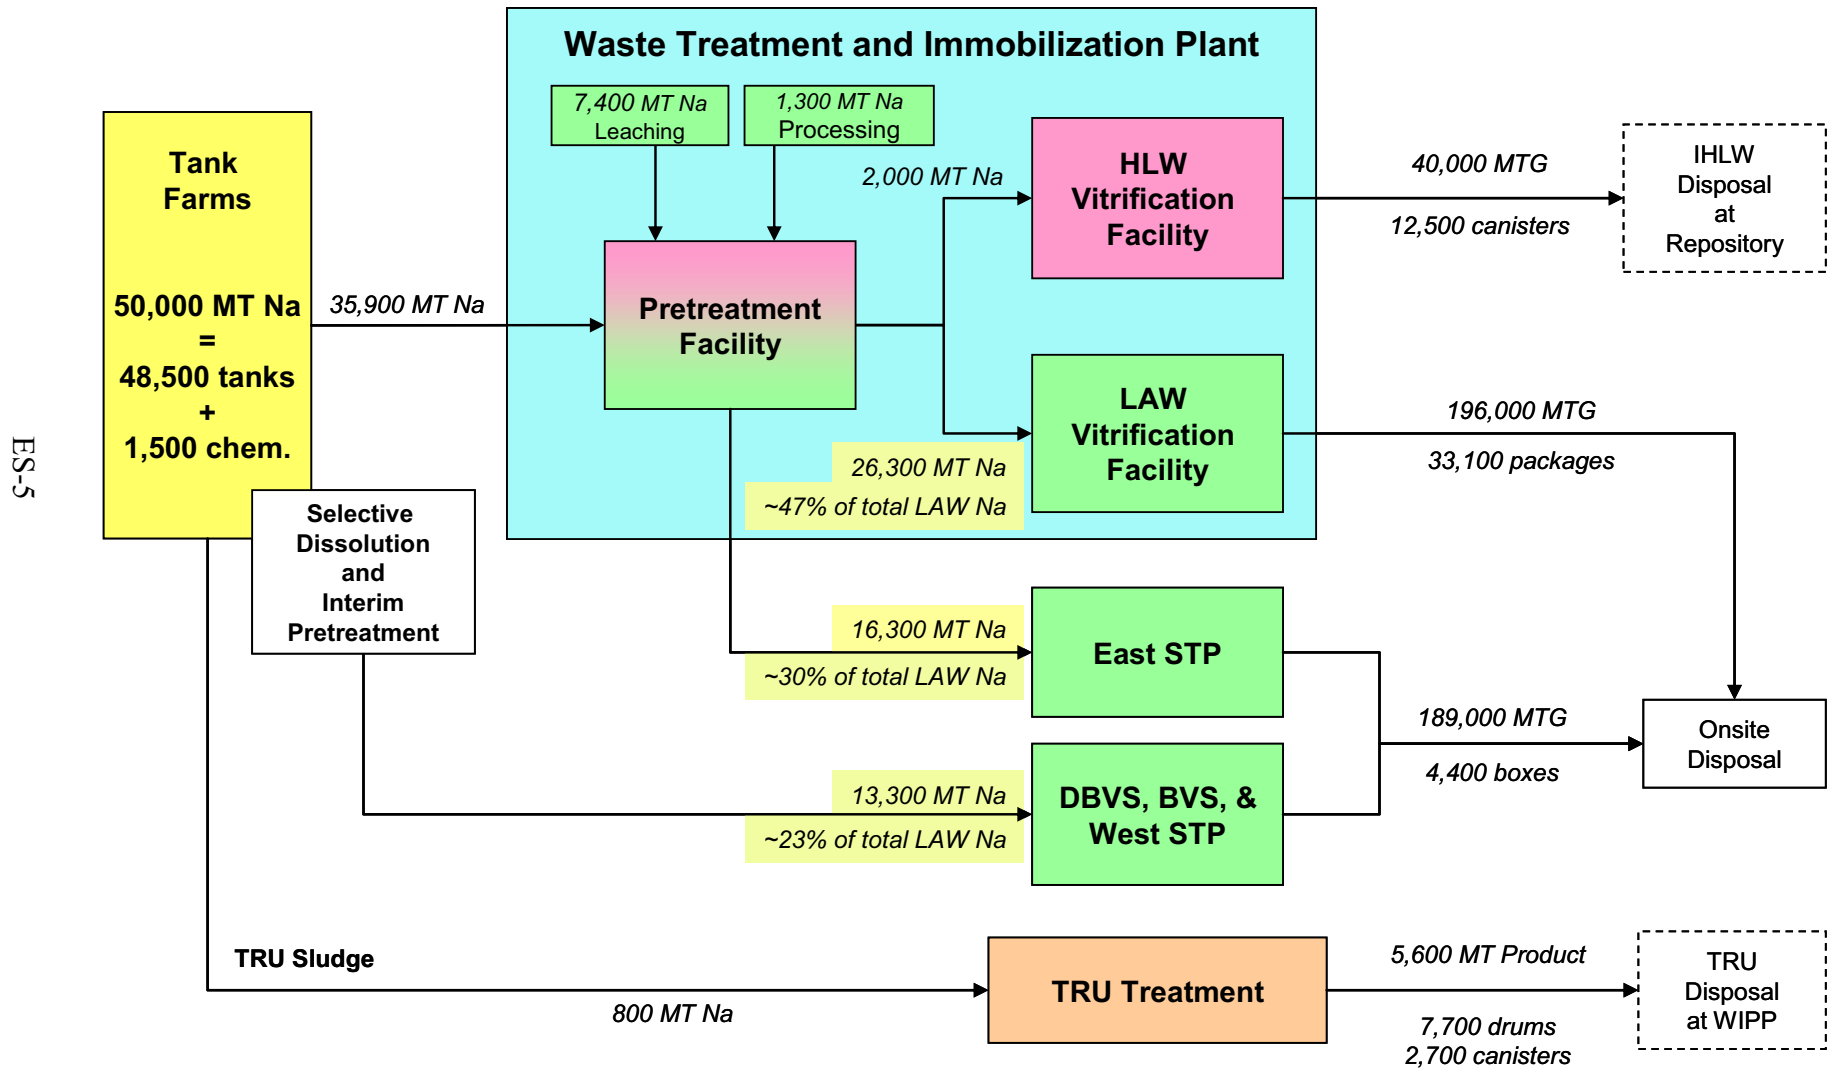 Waste Treatment and Immobilization Plant
7,400 MT Na
Leaching
1,300 MT Na
Processing
Tank
Farms
50,000 MT Na
=
48,500 tanks
+
1,500 chem.
35,900 MT Na
Pretreatment
Facility
2,000 MT Na
HLW
Vitrification
Facility
40,000 MTG
12,500 canisters
IHLW
Disposal
at
Repository
26,300 MT Na
~47% of total LAW Na
LAW
Vitrification
Facility
196,000 MTG
33,100 packages
ES-5
Selective
Dissolution
and
Interim
Pretreatment
16,300 MT Na
~30% of total LAW Na
East STP
13,300 MT Na
~23% of total LAW Na
DBVS, BVS, &
West STP
189,000 MTG
4,400 boxes
Onsite
Disposal
TRU Sludge
800 MT Na
TRU Treatment
5,600 MT Product
7,700 drums
2,700 canisters
TRU
Disposal
at WIPP